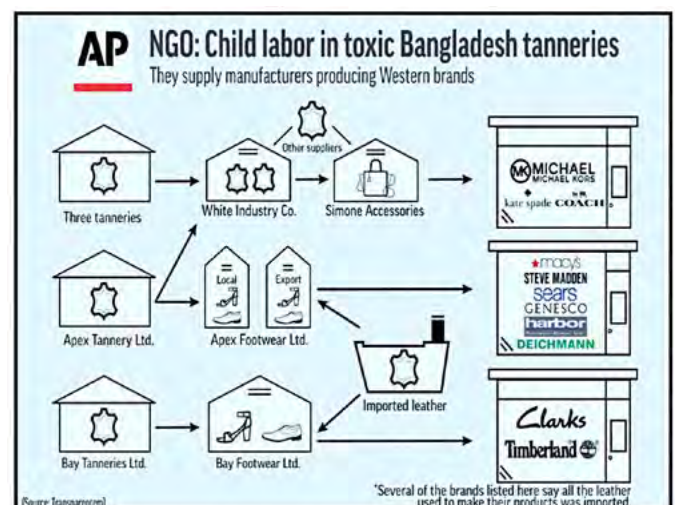 AP
NGO: Child labor in toxic Bangladesh tanneries
They supply manufacturers producing Western brands
Other suppliers
Three tanneries
White Industry Co.
Simone Accessories
MK MICHAEL
MICHAEL KORS
kate spade COACH
Local
Export
Apex Tannery Ltd.
Apex Footwear Ltd.
macy's
STEVE MADDEN
sears
GENESCO
harbor
DEICHMANN
Imported leather
Bay Tanneries Ltd.
Bay Footwear Ltd.
Clarks
Timberland
*Several of the brands listed here say all the leather
used to make their products was imported.